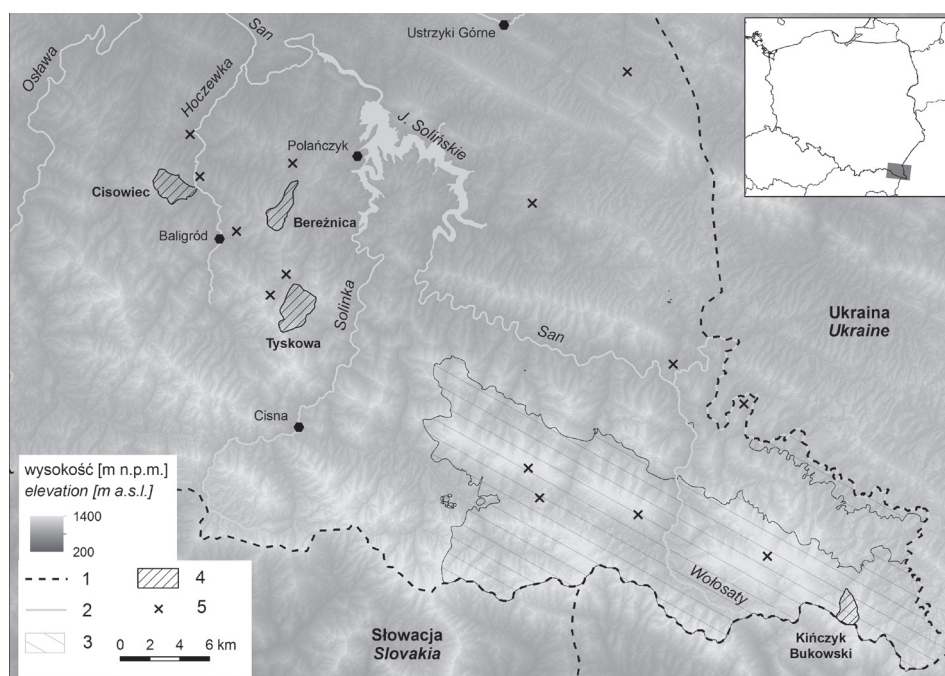 Ustrzyki Górne
San
Osława
Hoczewka
J. Solińskie
Polańczyk
Cisowiec
Bereźnica
Baligród
Solinka
Tyskowa
San
Ukraina
Ukraine
Cisna
wysokość [m n.p.m.]
elevation [m a.s.l.]
1400
200
1
2
3
4
5
0 2 4 6 km
Wołosaty
Kińczyk
Bukowski
Słowacja
Slovakia